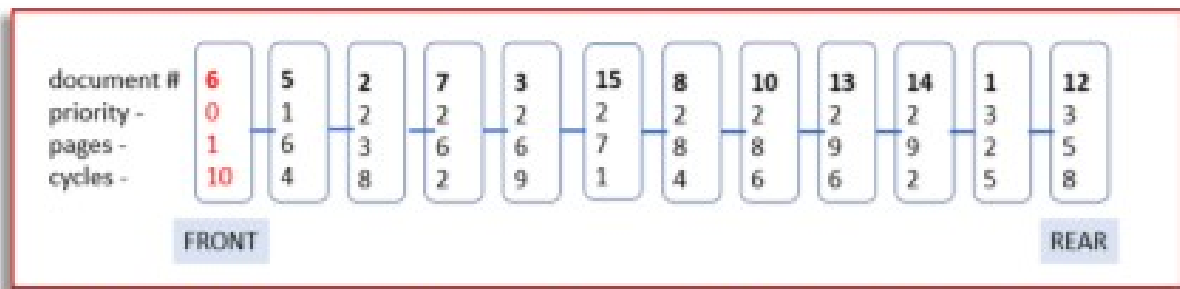 document # 6 5 2 7 3 15 8 10 13 14 1 12
priority - 0 1 2 2 2 2 2 2 2 2 3 3
pages - 1 6 3 6 6 7 8 8 9 9 2 5
cycles - 10 4 8 2 9 1 4 6 6 2 5 8
FRONT REAR